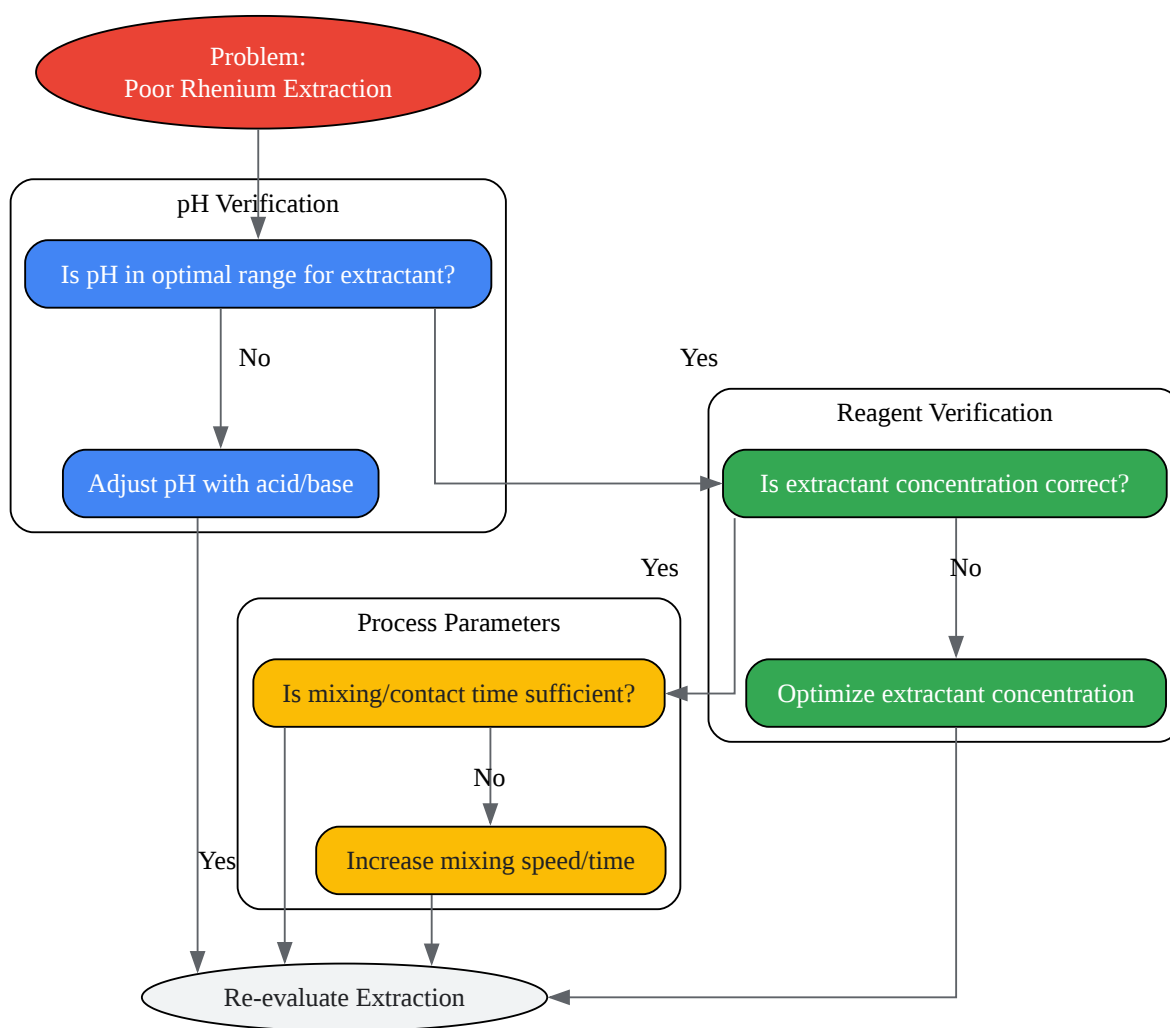 Problem:
Poor Rhenium Extraction
pH Verification
Is pH in optimal range for extractant?
No
Yes
Adjust pH with acid/base
Reagent Verification
Is extractant concentration correct?
No
Yes
Optimize extractant concentration
Process Parameters
Is mixing/contact time sufficient?
No
Yes
Increase mixing speed/time
Re-evaluate Extraction